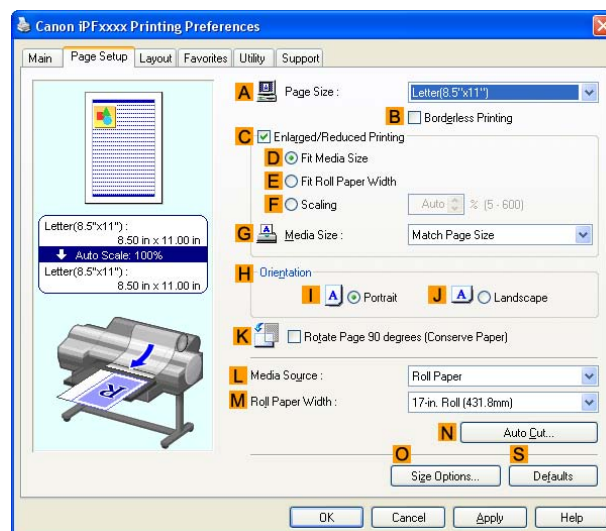 Canon iPFxxxx Printing Preferences
Main Page Setup Layout Favorites Utility Support
A Page Size : Letter(8.5"x11")
B Borderless Printing
C Enlarged/Reduced Printing
D Fit Media Size
E Fit Roll Paper Width
F Scaling Auto % (5 - 600)
G Media Size : Match Page Size
Letter(8.5"x11") :
8.50 in x 11.00 in
Auto Scale: 100%
Letter(8.5"x11") :
8.50 in x 11.00 in
H Orientation
I A Portrait J A Landscape
K Rotate Page 90 degrees (Conserve Paper)
R
L Media Source : Roll Paper
M Roll Paper Width : 17-in. Roll (431.8mm)
N Auto Cut...
O S
Size Options... Defaults
OK Cancel Apply Help